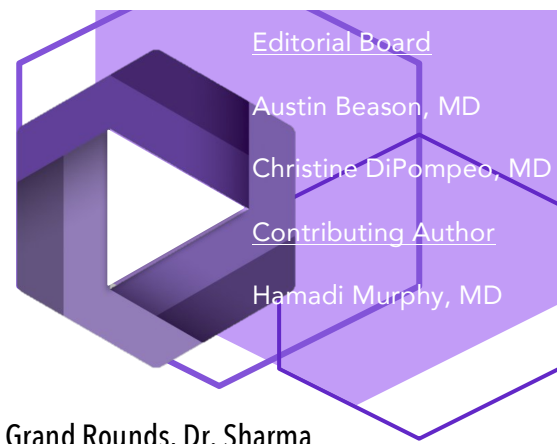 Editorial Board
Austin Beason, MD
Christine DiPompeo, MD
Contributing Author
Hamadi Murphy, MD
Grand Rounds, Dr. Sharma